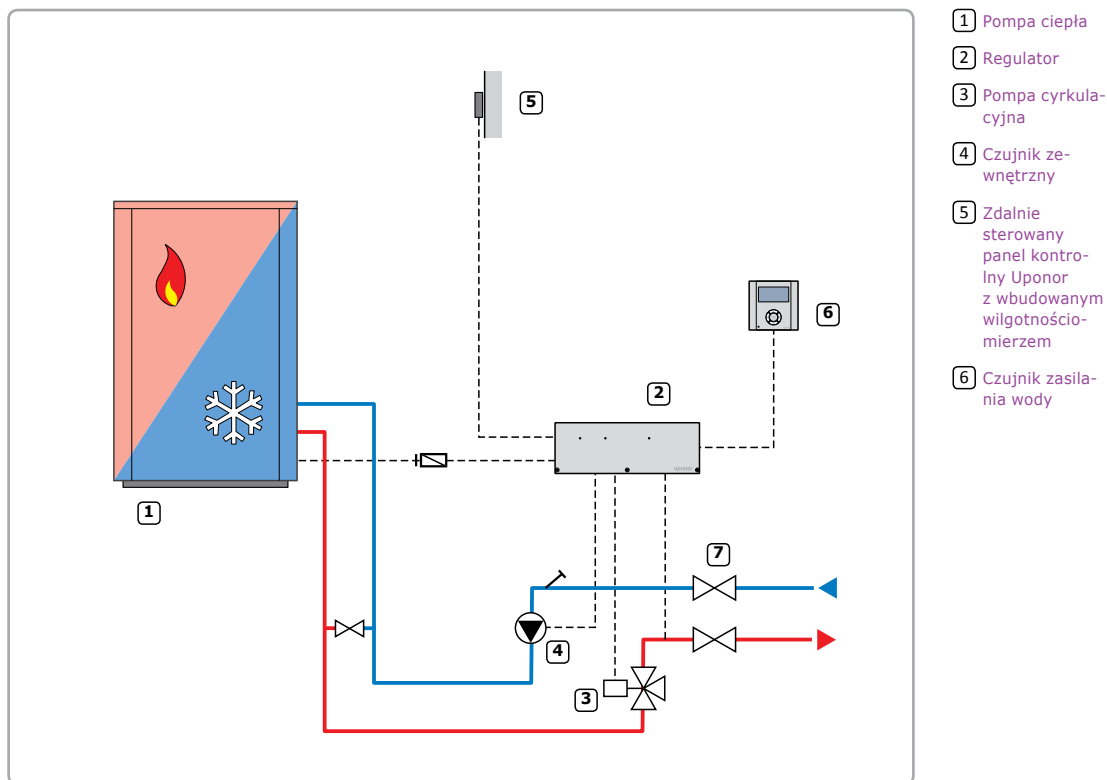 5
6
2
uponor
1
7
4
3
1 Pompa ciepła
2 Regulator
3 Pompa cyrkula-
cyjna
4 Czujnik ze-
wnętrzny
5 Zdalnie
sterowany
panel kontro-
lny Uponor
z wbudowanym
wilgotnościo-
mierzem
6 Czujnik zasila-
nia wody